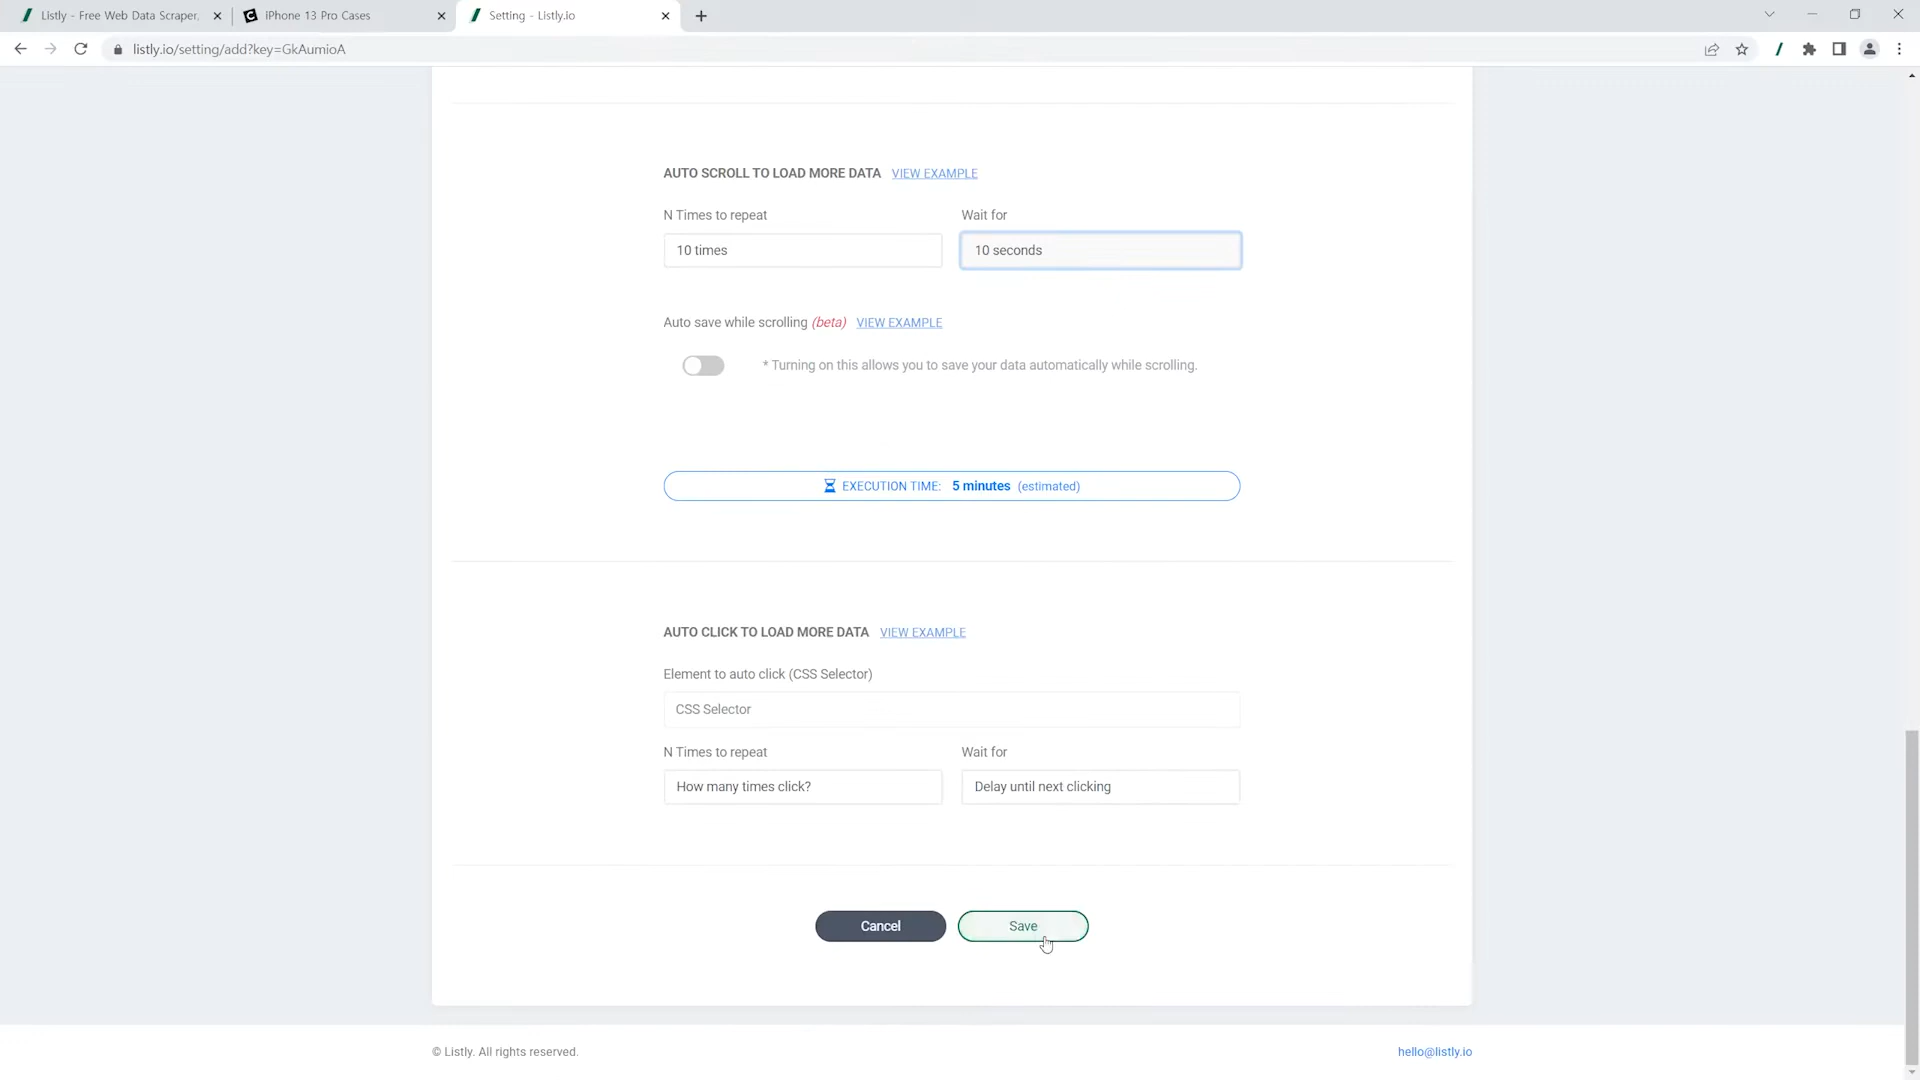 Listly - Free Web Data Scraper,
iPhone 13 Pro Cases
Setting - Listly.io
listly.io/setting/add?key=GkAumioA
AUTO SCROLL TO LOAD MORE DATA VIEW EXAMPLE
N Times to repeat Wait for
10 times 10 seconds
Auto save while scrolling (beta) VIEW EXAMPLE
* Turning on this allows you to save your data automatically while scrolling.
EXECUTION TIME: 5 minutes (estimated)
AUTO CLICK TO LOAD MORE DATA VIEW EXAMPLE
Element to auto click (CSS Selector)
CSS Selector
N Times to repeat Wait for
How many times click? Delay until next clicking
Cancel Save
© Listly. All rights reserved. hello@listly.io